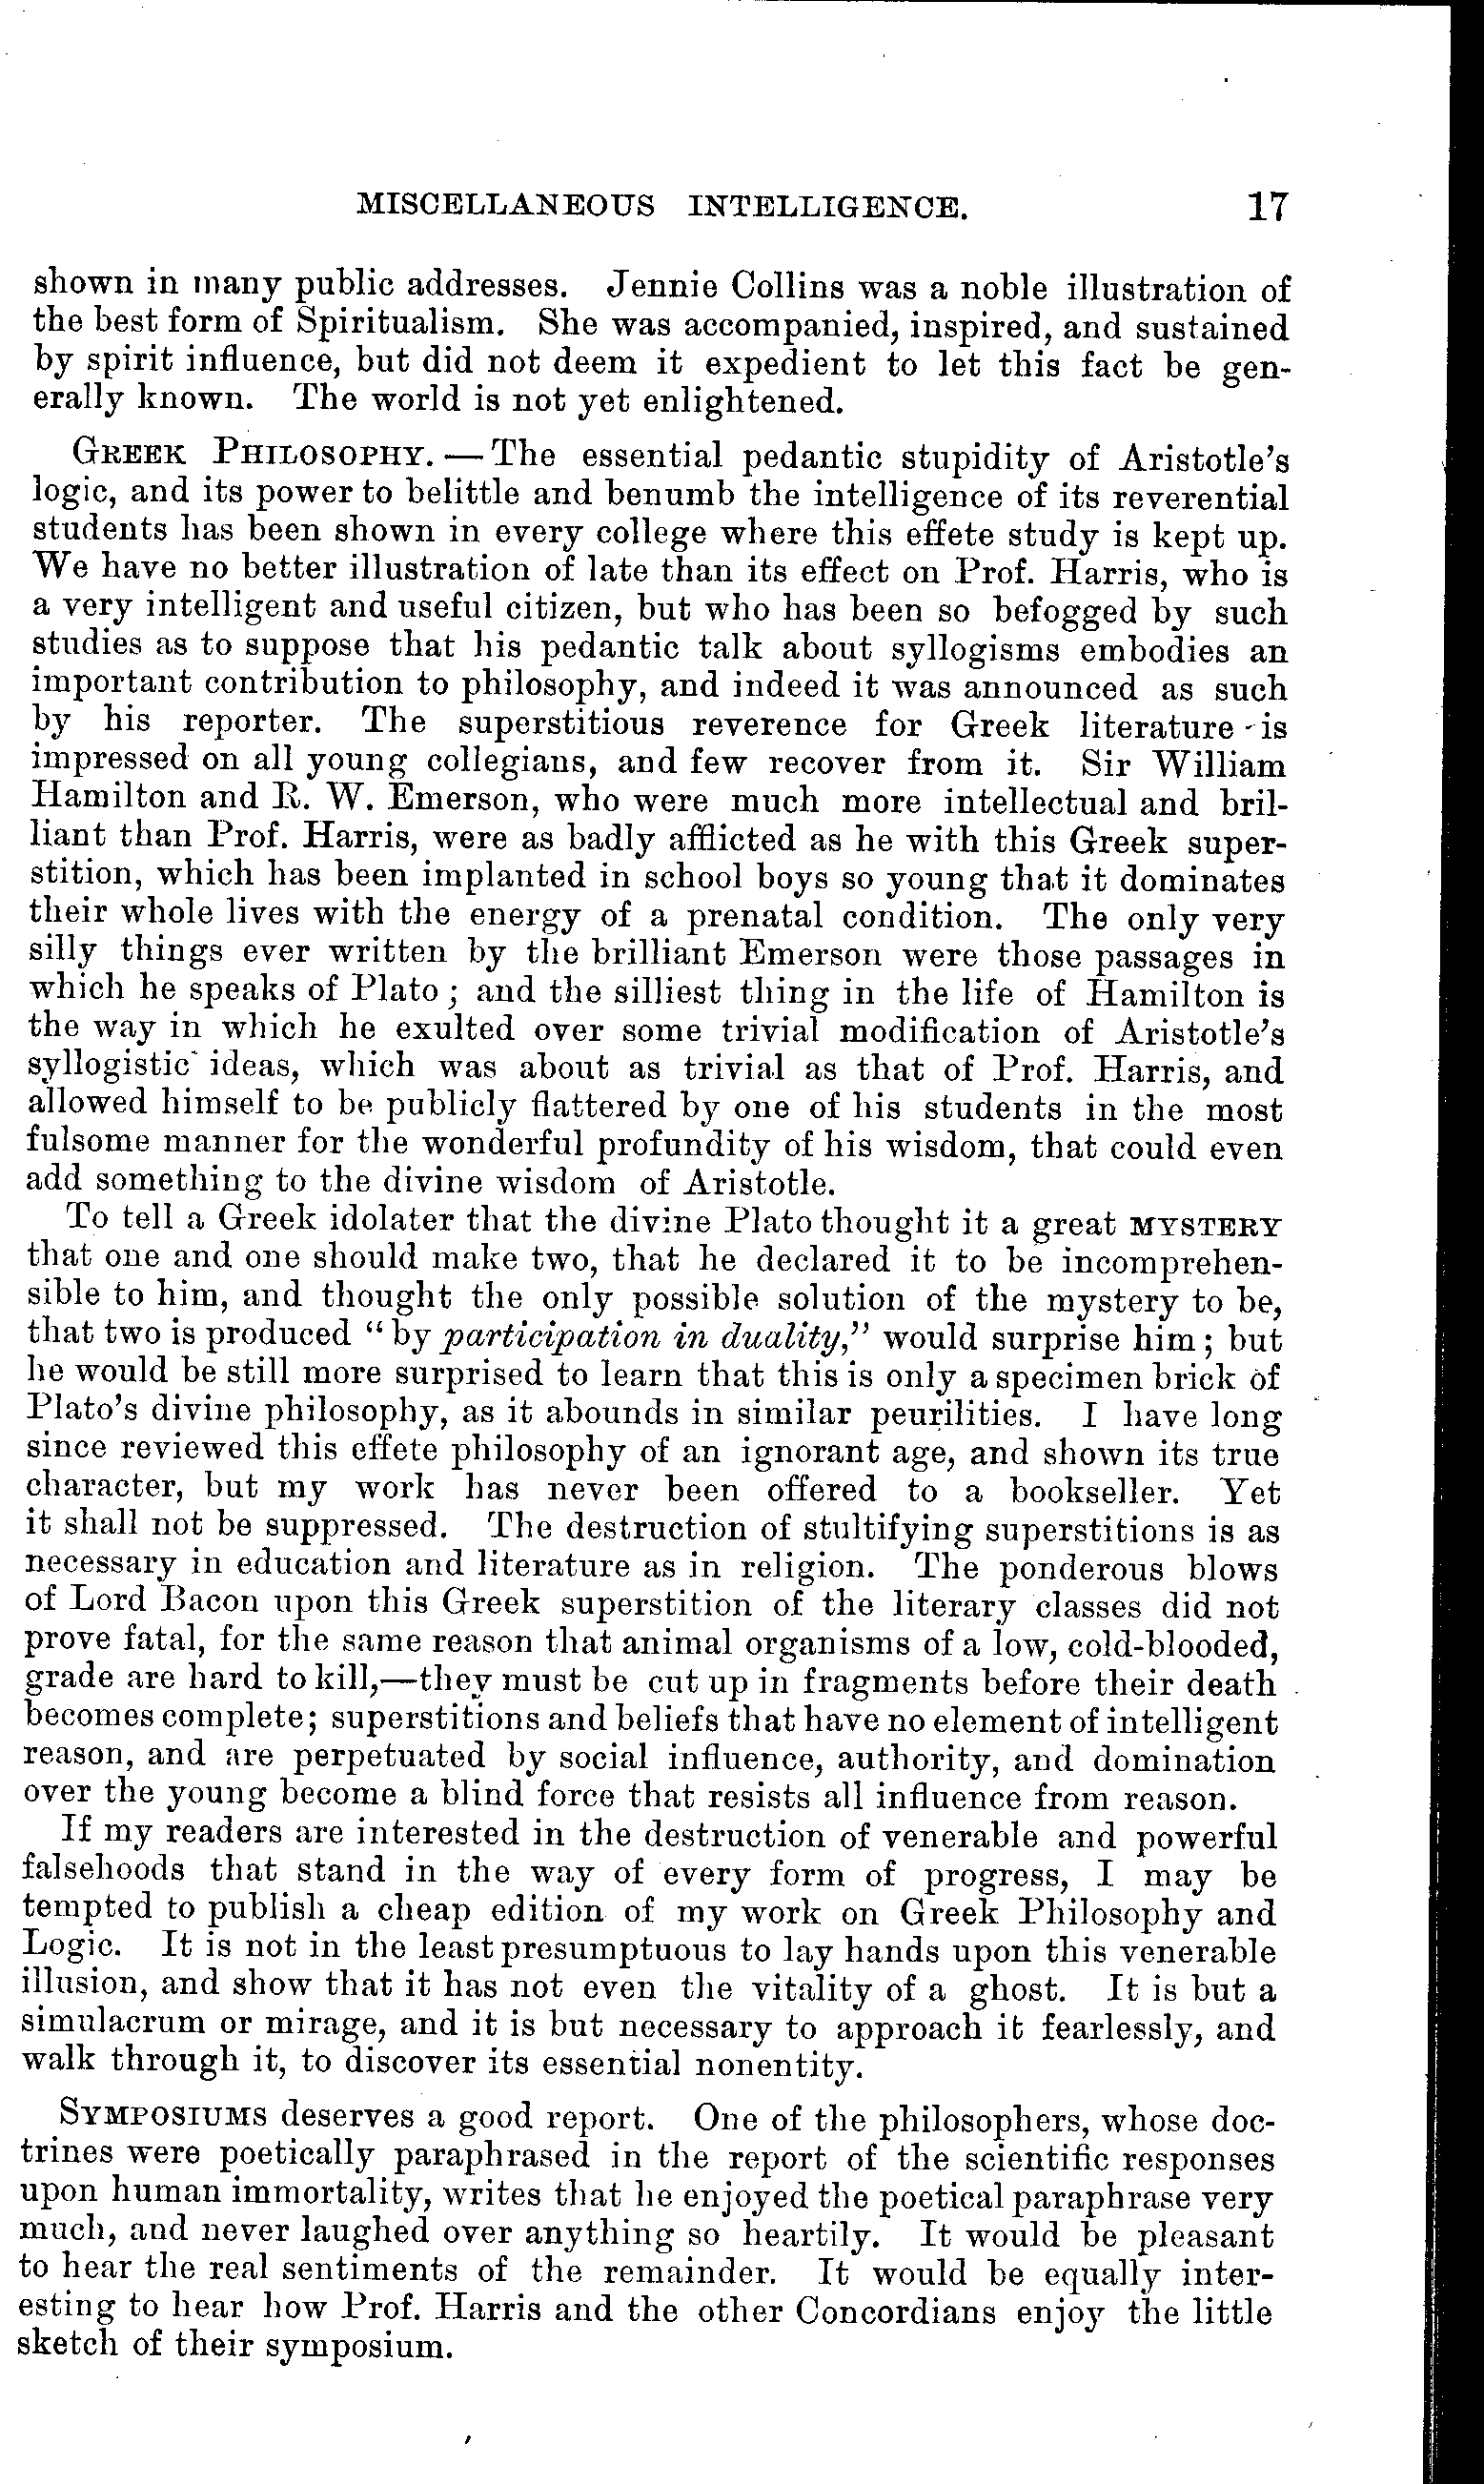 MISCELLANEOUS INTELLIGENCE. 17
shown in many public addresses. Jennie Collins was a noble illustration of
the best form of Spiritualism. She was accompanied, inspired, and sustained
by spirit influence, but did not deem it expedient to let this fact be gen-
erally known. The world is not yet enlightened.
GREEK PHILOSOPHY. — The essential pedantic stupidity of Aristotle's
logic, and its power to belittle and benumb the intelligence of its reverential
students has been shown in every college where this effete study is kept up.
We have no better illustration of late than its effect on Prof. Harris, who is
a very intelligent and useful citizen, but who has been so befogged by such
studies as to suppose that his pedantic talk about syllogisms embodies an
important contribution to philosophy, and indeed it was announced as such
by his reporter. The superstitious reverence for Greek literature is
impressed on all young collegians, and few recover from it. Sir William
Hamilton and R. W. Emerson, who were much more intellectual and bril-
liant than Prof. Harris, were as badly afflicted as he with this Greek super-
stition, which has been implanted in school boys so young that it dominates
their whole lives with the energy of a prenatal condition. The only very
silly things ever written by the brilliant Emerson were those passages in
which he speaks of Plato; and the silliest thing in the life of Hamilton is
the way in which he exulted over some trivial modification of Aristotle's
syllogistic ideas, which was about as trivial as that of Prof. Harris, and
allowed himself to be publicly flattered by one of his students in the most
fulsome manner for the wonderful profundity of his wisdom, that could even
add something to the divine wisdom of Aristotle.
To tell a Greek idolater that the divine Plato thought it a great MYSTERY
that one and one should make two, that he declared it to be incomprehen-
sible to him, and thought the only possible solution of the mystery to be,
that two is produced "by participation in duality," would surprise him; but
he would be still more surprised to learn that this is only a specimen brick of
Plato's divine philosophy, as it abounds in similar peurilities. I have long
since reviewed this effete philosophy of an ignorant age, and shown its true
character, but my work has never been offered to a bookseller. Yet
it shall not be suppressed. The destruction of stultifying superstitions is as
necessary in education and literature as in religion. The ponderous blows
of Lord Bacon upon this Greek superstition of the literary classes did not
prove fatal, for the same reason that animal organisms of a low, cold-blooded,
grade are hard to kill,—they must be cut up in fragments before their death
becomes complete; superstitions and beliefs that have no element of intelligent
reason, and are perpetuated by social influence, authority, and domination
over the young become a blind force that resists all influence from reason.
If my readers are interested in the destruction of venerable and powerful
falsehoods that stand in the way of every form of progress, I may be
tempted to publish a cheap edition of my work on Greek Philosophy and
Logic. It is not in the least presumptuous to lay hands upon this venerable
illusion, and show that it has not even the vitality of a ghost. It is but a
simulacrum or mirage, and it is but necessary to approach it fearlessly, and
walk through it, to discover its essential nonentity.
SYMPOSIUMS deserves a good report. One of the philosophers, whose doc-
trines were poetically paraphrased in the report of the scientific responses
upon human immortality, writes that he enjoyed the poetical paraphrase very
much, and never laughed over anything so heartily. It would be pleasant
to hear the real sentiments of the remainder. It would be equally inter-
esting to hear how Prof. Harris and the other Concordians enjoy the little
sketch of their symposium.